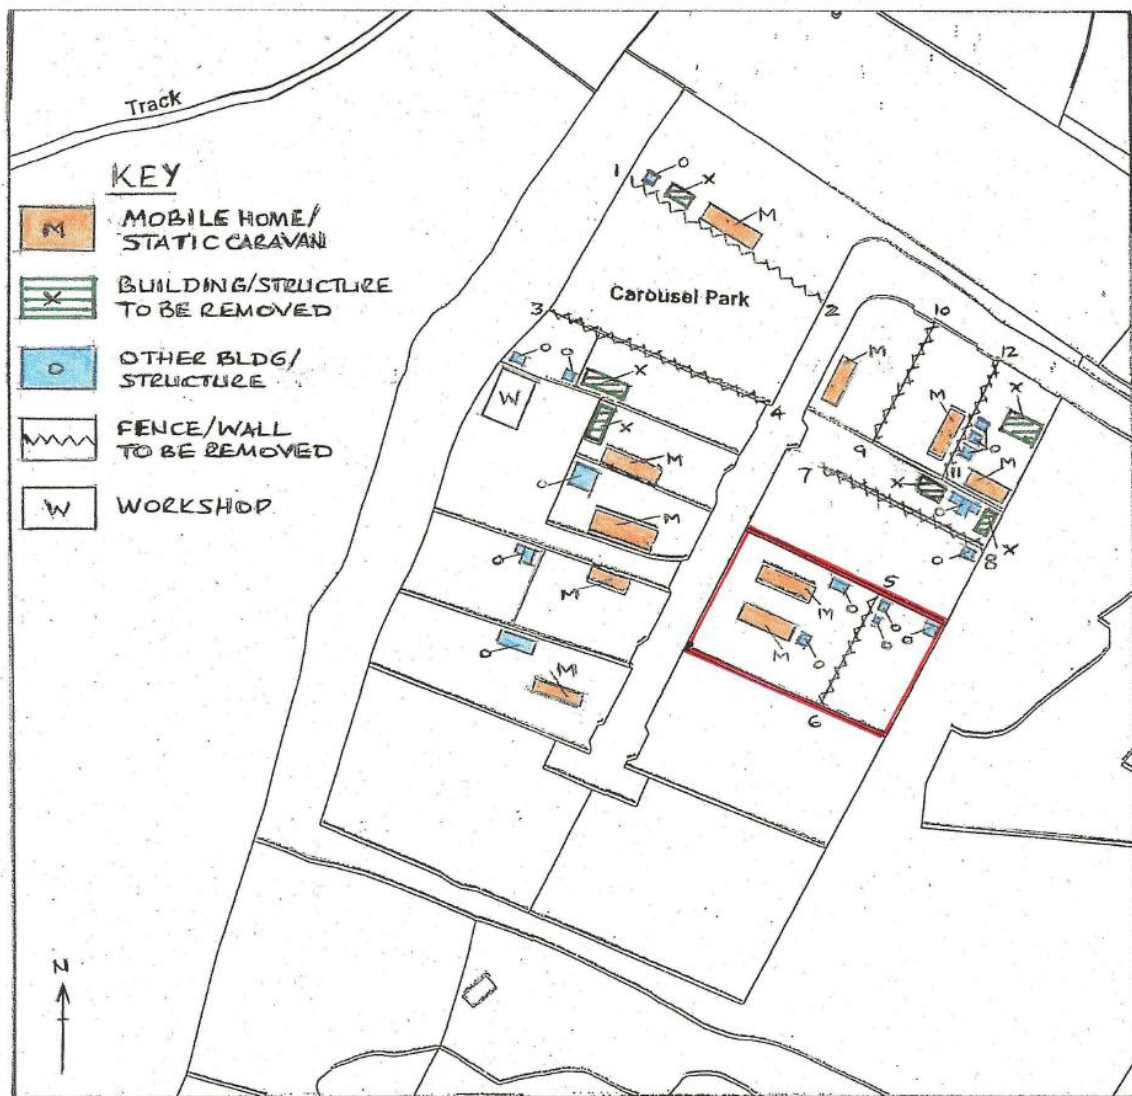 Track
KEY
M
MOBILE HOME/
STATIC CARAVAN
X
BUILDING/STRUCTURE
TO BE REMOVED
O
OTHER BLDG/
STRUCTURE
FENCE/WALL
TO BE REMOVED
W
WORKSHOP
1
O
X
M
Carousel Park
2
3
4
10
12
O
O
X
M
M
X
W
X
O
9
11
M
M
O
7
X
O
X
8
O
M
O
5
M
O
O
O
O
M
M
O
O
M
6
N